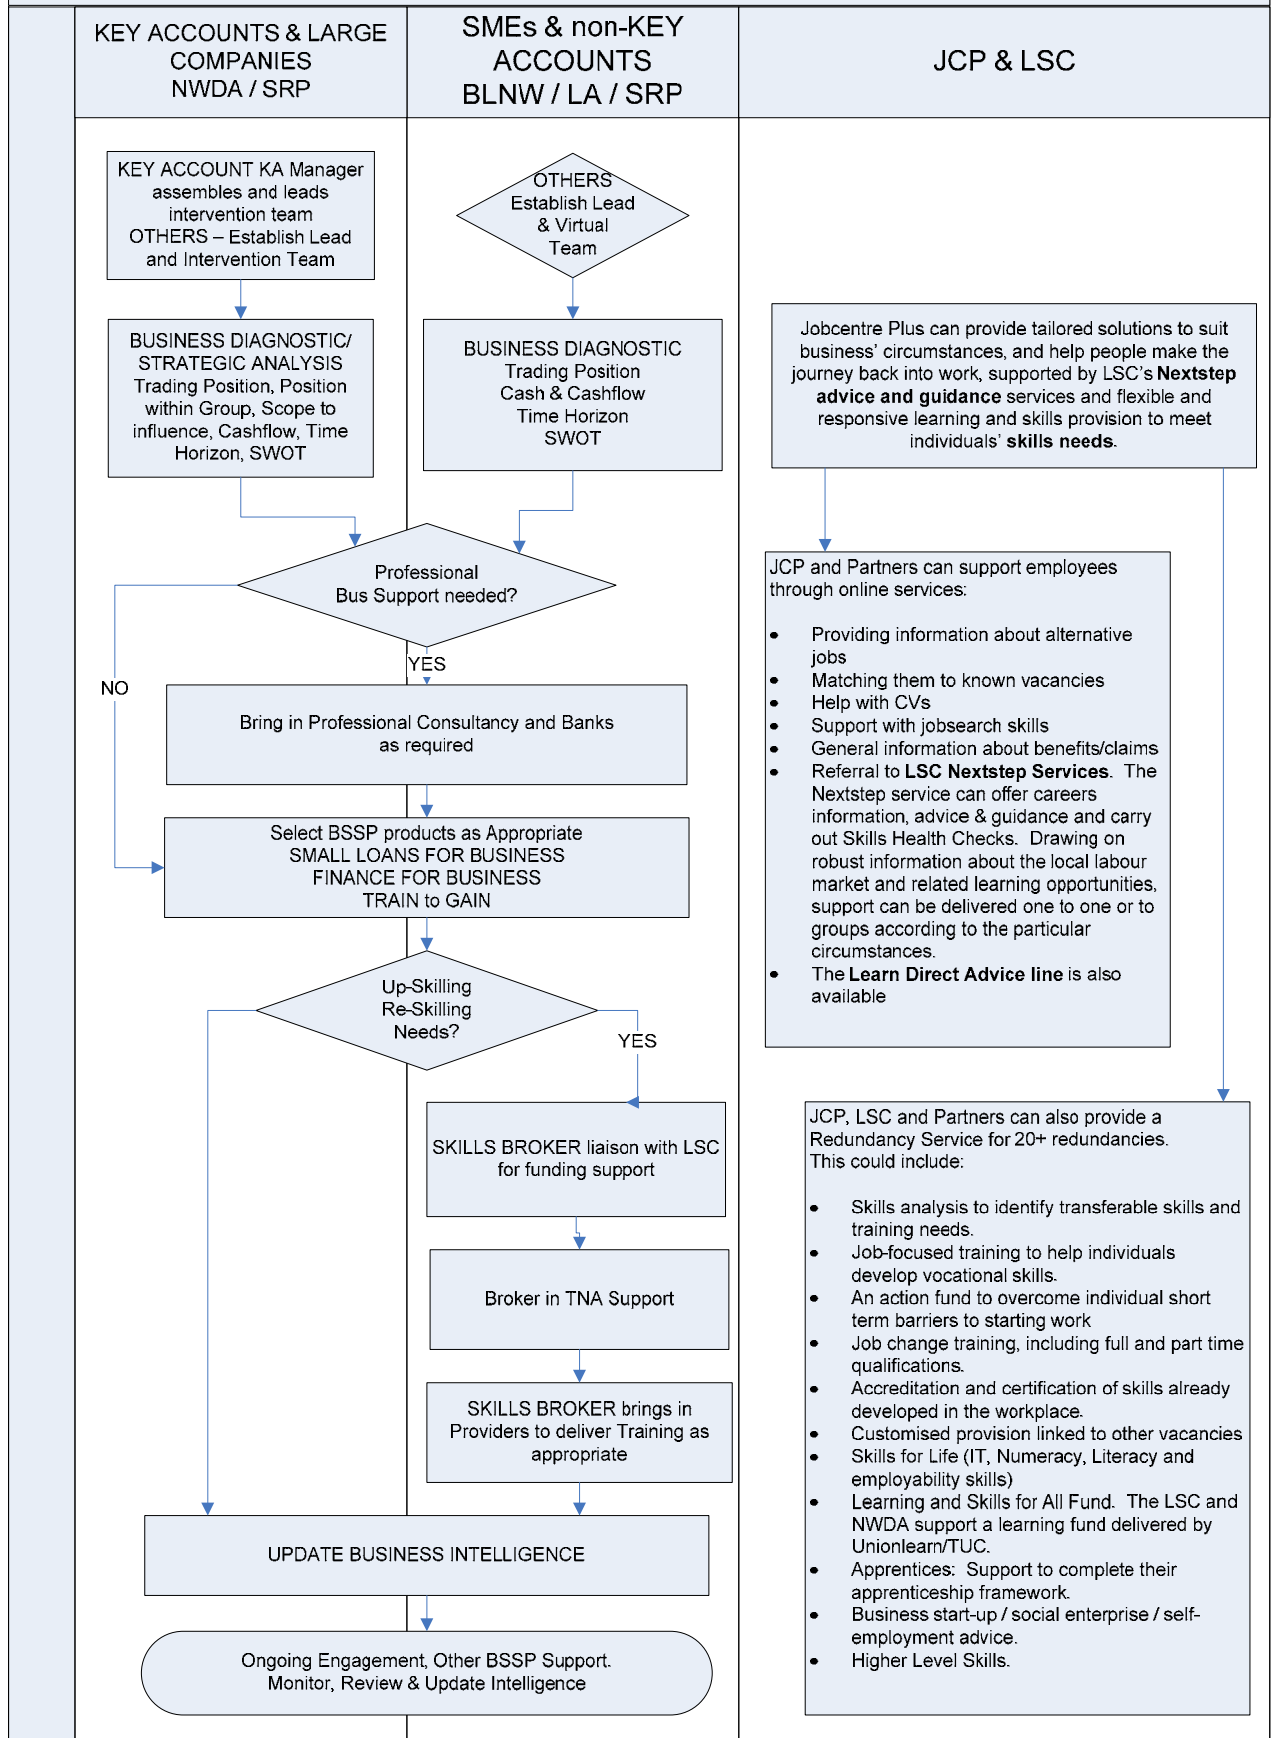 KEY ACCOUNTS & LARGE
COMPANIES
NWDA / SRP
SMEs & non-KEY
ACCOUNTS
BLNW / LA / SRP
JCP & LSC
KEY ACCOUNT KA Manager
assembles and leads
intervention team
OTHERS – Establish Lead
and Intervention Team
OTHERS
Establish Lead
& Virtual
Team
BUSINESS DIAGNOSTIC/
STRATEGIC ANALYSIS
Trading Position, Position
within Group, Scope to
influence, Cashflow, Time
Horizon, SWOT
BUSINESS DIAGNOSTIC
Trading Position
Cash & Cashflow
Time Horizon
SWOT
Professional
Bus Support needed?
YES
NO
Bring in Professional Consultancy and Banks
as required
Select BSSP products as Appropriate
SMALL LOANS FOR BUSINESS
FINANCE FOR BUSINESS
TRAIN to GAIN
Up-Skilling
Re-Skilling
Needs?
YES
SKILLS BROKER liaison with LSC
for funding support
Broker in TNA Support
SKILLS BROKER brings in
Providers to deliver Training as
appropriate
UPDATE BUSINESS INTELLIGENCE
Ongoing Engagement, Other BSSP Support.
Monitor, Review & Update Intelligence
Jobcentre Plus can provide tailored solutions to suit
business' circumstances, and help people make the
journey back into work, supported by LSC's Nextstep
advice and guidance services and flexible and
responsive learning and skills provision to meet
individuals' skills needs.
JCP and Partners can support employees
through online services:
• Providing information about alternative
jobs
• Matching them to known vacancies
• Help with CVs
• Support with jobsearch skills
• General information about benefits/claims
• Referral to LSC Nextstep Services. The
Nextstep service can offer careers
information, advice & guidance and carry
out Skills Health Checks. Drawing on
robust information about the local labour
market and related learning opportunities,
support can be delivered one to one or to
groups according to the particular
circumstances.
• The Learn Direct Advice line is also
available
JCP, LSC and Partners can also provide a
Redundancy Service for 20+ redundancies.
This could include:
• Skills analysis to identify transferable skills and
training needs.
• Job-focused training to help individuals
develop vocational skills.
• An action fund to overcome individual short
term barriers to starting work
• Job change training, including full and part time
qualifications.
• Accreditation and certification of skills already
developed in the workplace.
• Customised provision linked to other vacancies
• Skills for Life (IT, Numeracy, Literacy and
employability skills)
• Learning and Skills for All Fund. The LSC and
NWDA support a learning fund delivered by
Unionlearn/TUC.
• Apprentices: Support to complete their
apprenticeship framework.
• Business start-up / social enterprise / self-
employment advice.
• Higher Level Skills.